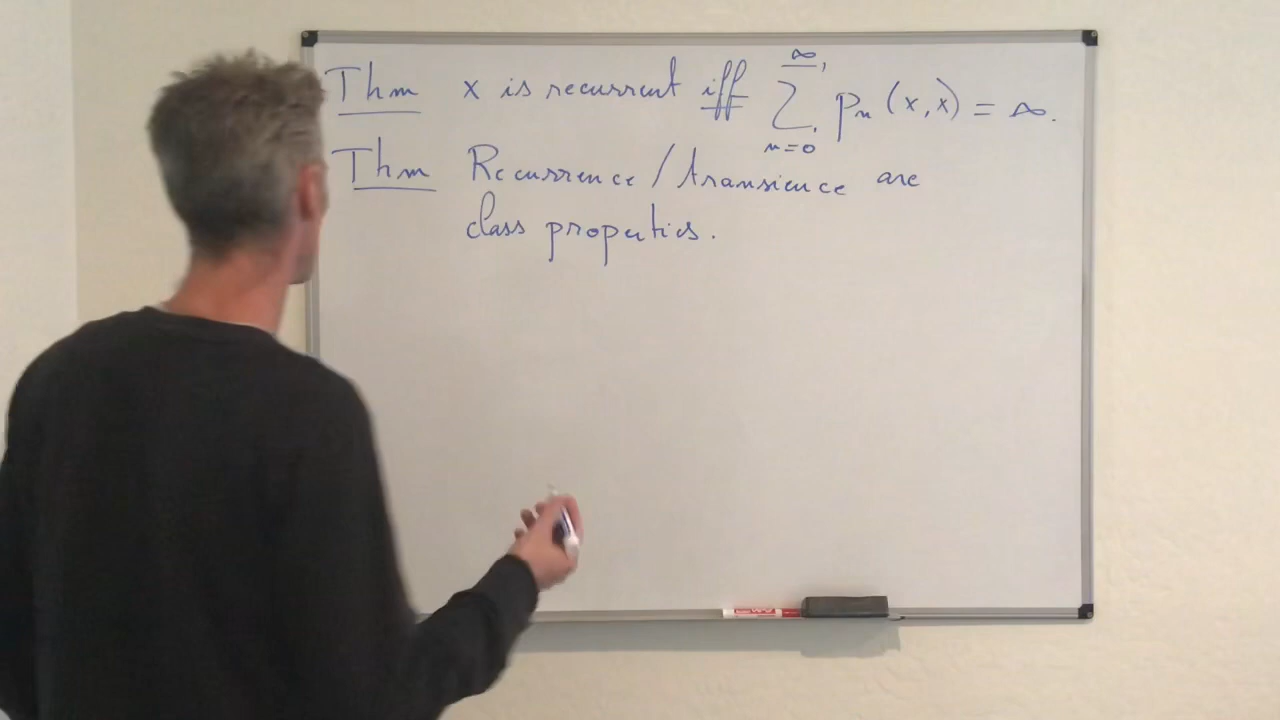 Thm x is recurrent iff ∑_{n=0}^{∞} p_n(x,x) = ∞.
Thm Recurrence/transience are
class properties.